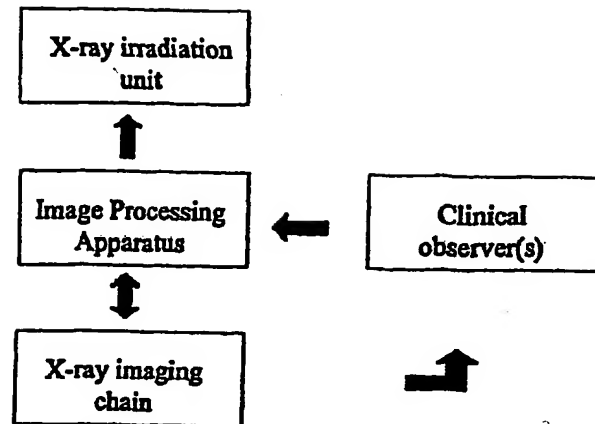 X-ray irradiation
unit
Image Processing
Apparatus
Clinical
observer(s)
X-ray imaging
chain